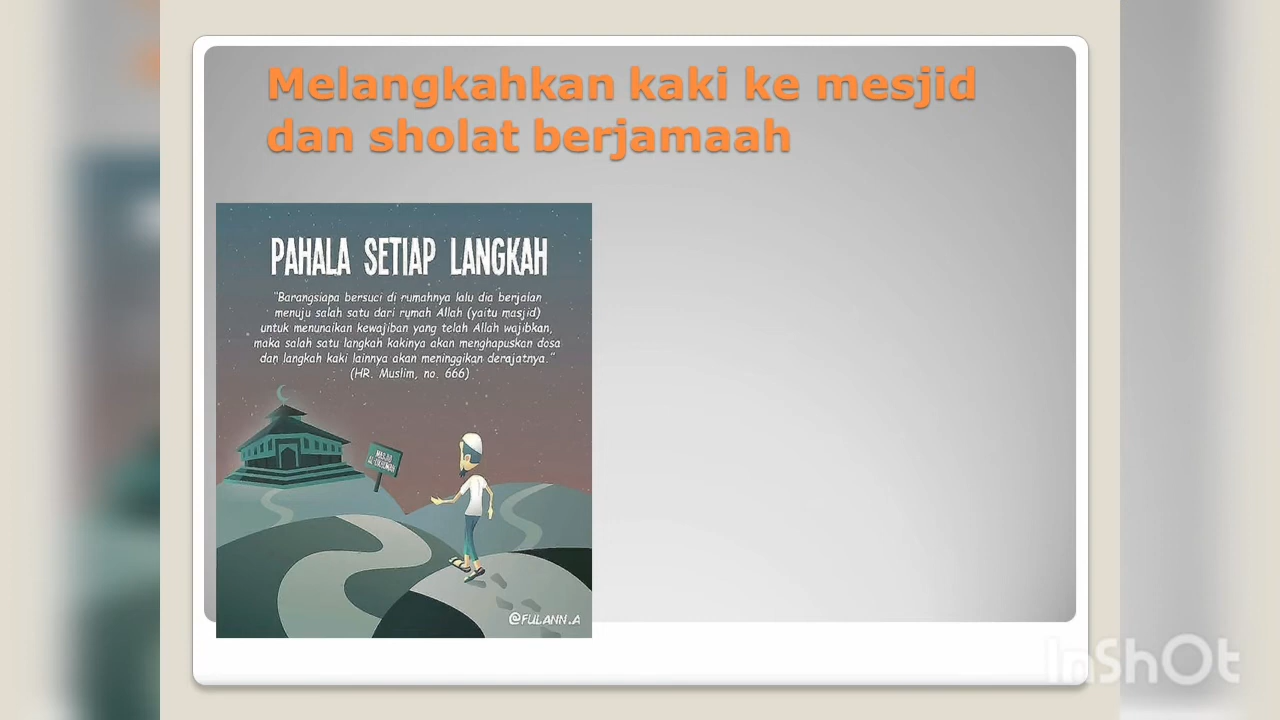 Melangkahkan kaki ke mesjid
dan sholat berjamaah
PAHALA SETIAP LANGKAH
"Barangsiapa bersuci di rumahnya lalu dia berjalan
menuju salah satu dari rumah Allah (yaitu masjid)
untuk menunaikan kewajiban yang telah Allah wajibkan,
maka salah satu langkah kakinya akan menghapuskan dosa
dan langkah kaki lainnya akan meninggikan derajatnya."
(HR. Muslim, no. 666)
MASJID
@FULANN.A
InShOt